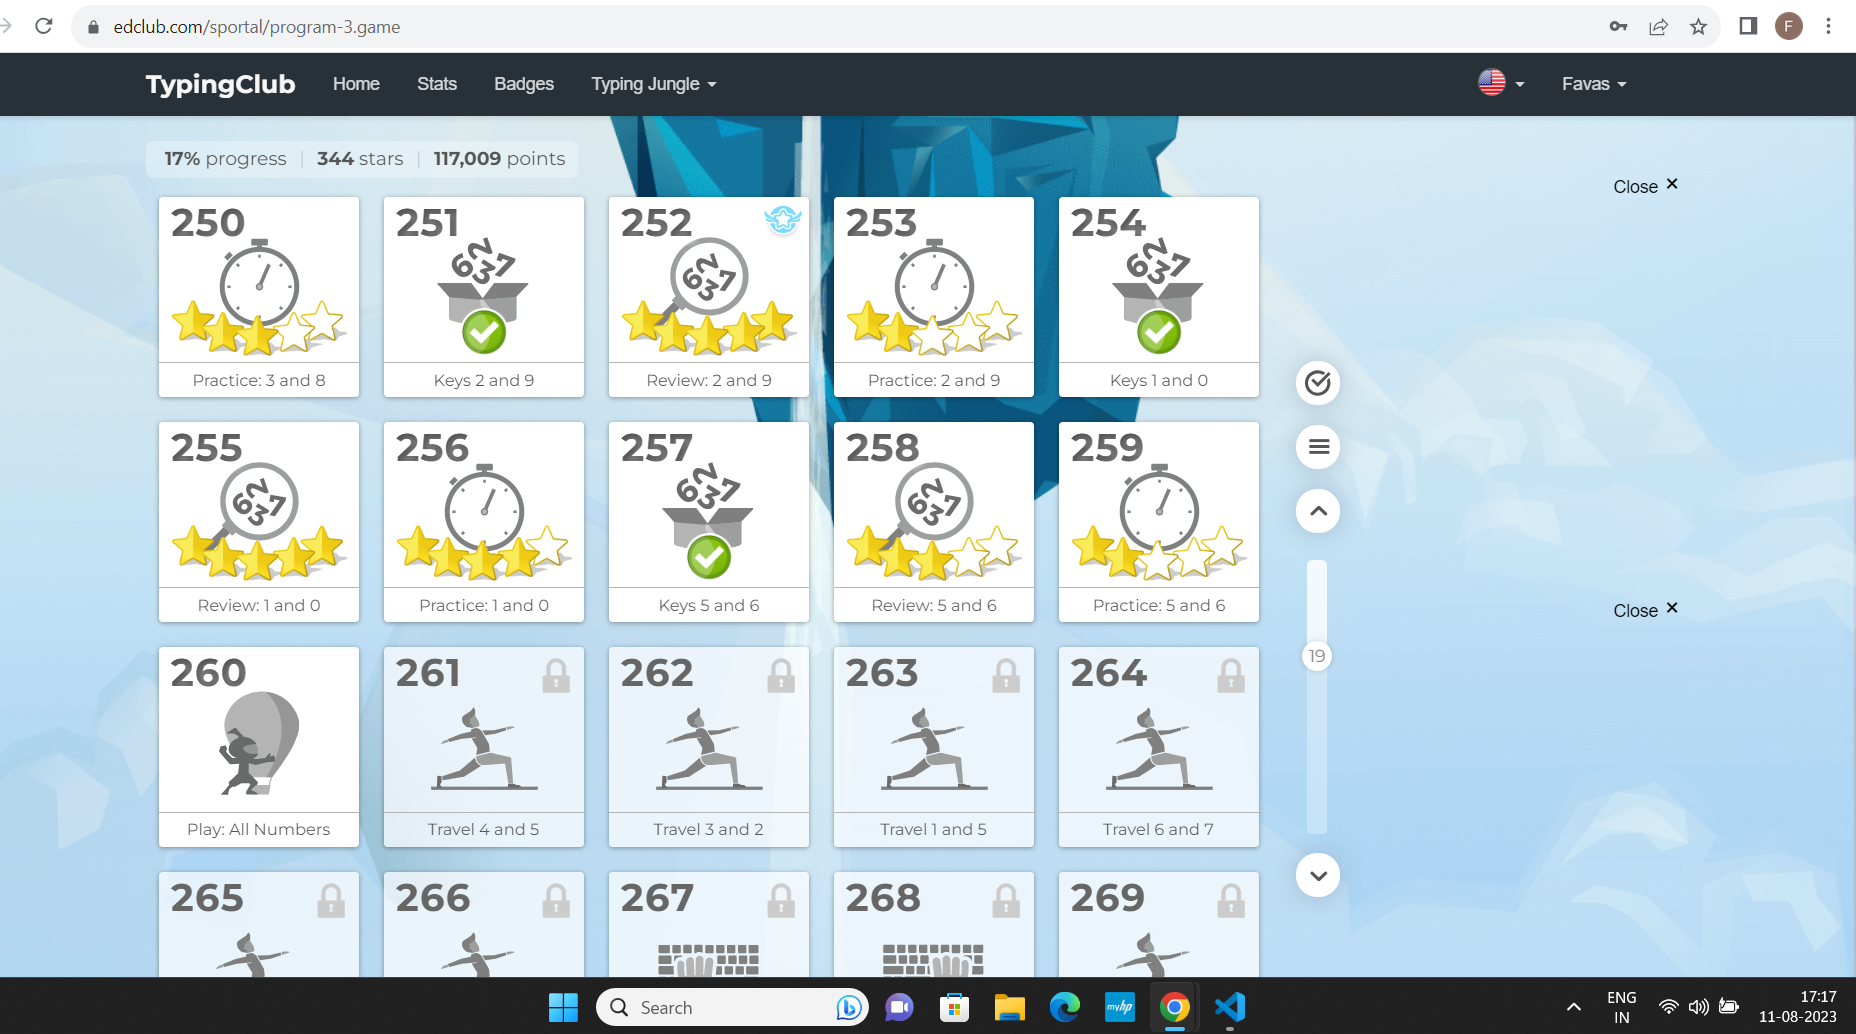 edclub.com/sportal/program-3.game
F
TypingClub Home Stats Badges Typing Jungle Favas
17% progress 344 stars 117,009 points
Close ✕
250 251 252 253 254
Practice: 3 and 8 Keys 2 and 9 Review: 2 and 9 Practice: 2 and 9 Keys 1 and 0
255 256 257 258 259
Review: 1 and 0 Practice: 1 and 0 Keys 5 and 6 Review: 5 and 6 Practice: 5 and 6
Close ✕
19
260 261 262 263 264
Play: All Numbers Travel 4 and 5 Travel 3 and 2 Travel 1 and 5 Travel 6 and 7
265 266 267 268 269
Search
myhp
ENG
IN
17:17
11-08-2023